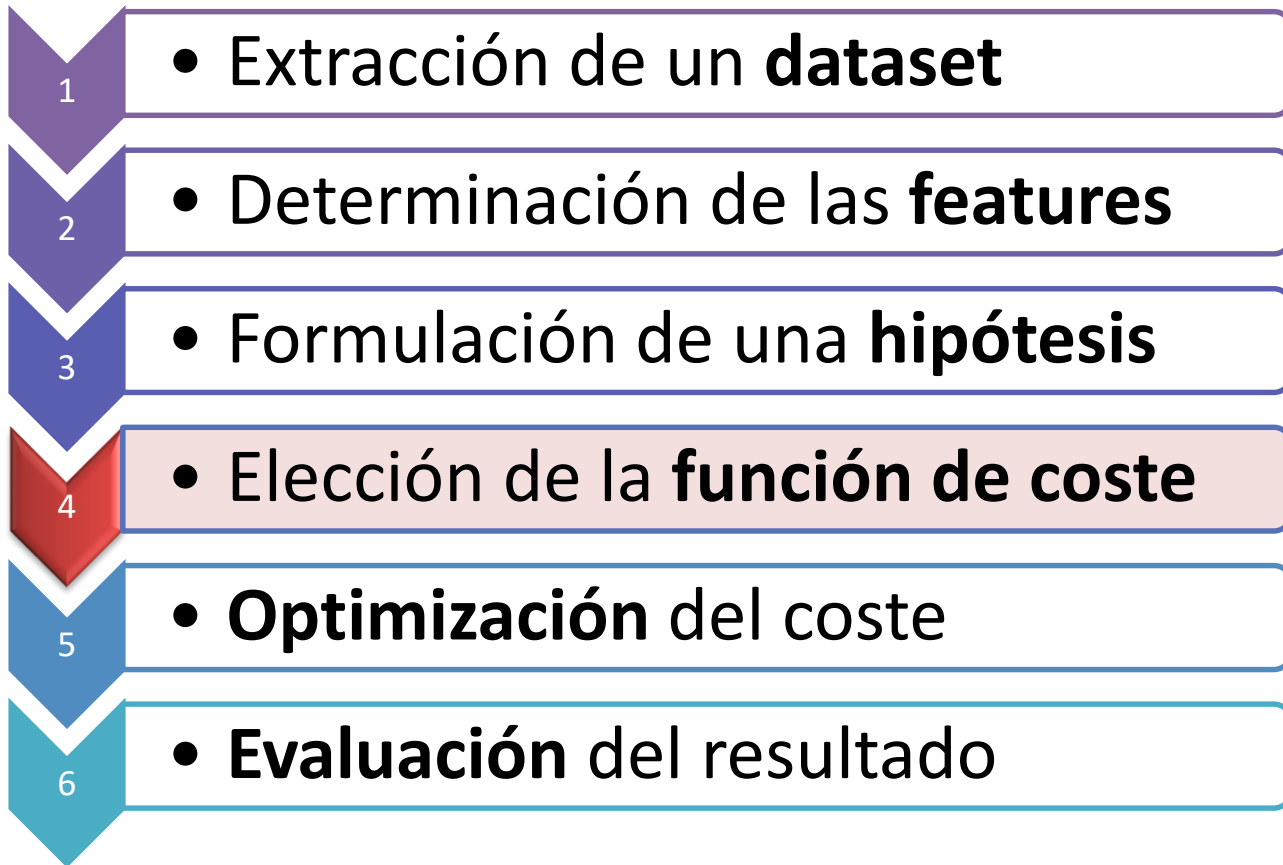 1
• Extracción de un dataset
2
• Determinación de las features
3
• Formulación de una hipótesis
4
• Elección de la función de coste
5
• Optimización del coste
6
• Evaluación del resultado